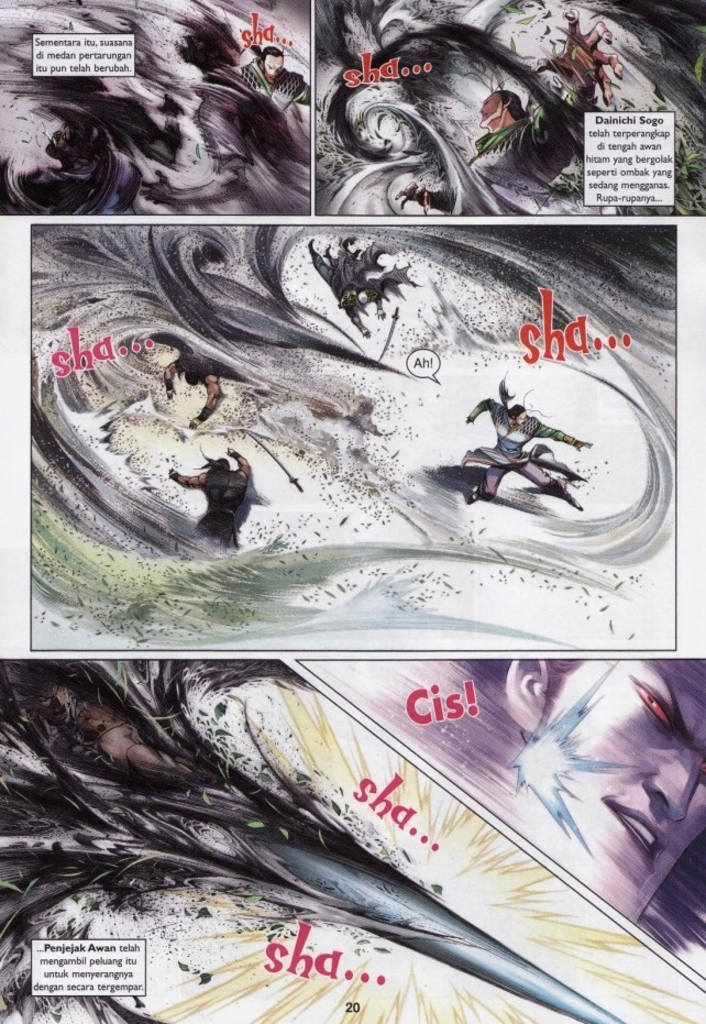 Sementara itu, suasana
di medan pertarungan
itu pun telah berubah.
sha...
sha...
Dainichi Sogo
telah terperangkap
di tengah awan
hitam yang bergolak
seperti ombak yang
sedang mengganas.
Rupa-rupanya...
sha...
sha...
Ah!
Cis!
sha...
sha...
...Penjejak Awan telah
mengambil peluang itu
untuk menyerangnya
dengan secara tergempar.
20